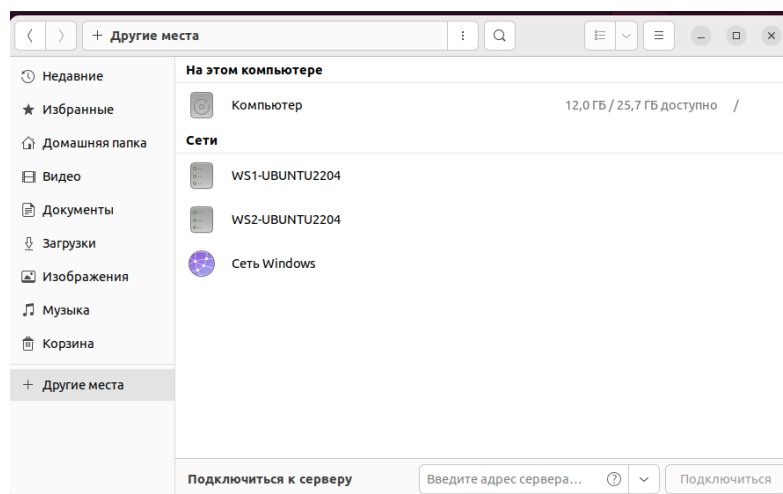 Другие места
Недавние
Избранные
Домашняя папка
Видео
Документы
Загрузки
Изображения
Музыка
Корзина
Другие места
На этом компьютере
Компьютер 12,0 ГБ / 25,7 ГБ доступно /
Сети
WS1-UBUNTU2204
WS2-UBUNTU2204
Сеть Windows
Подключиться к серверу Введите адрес сервера… Подключиться